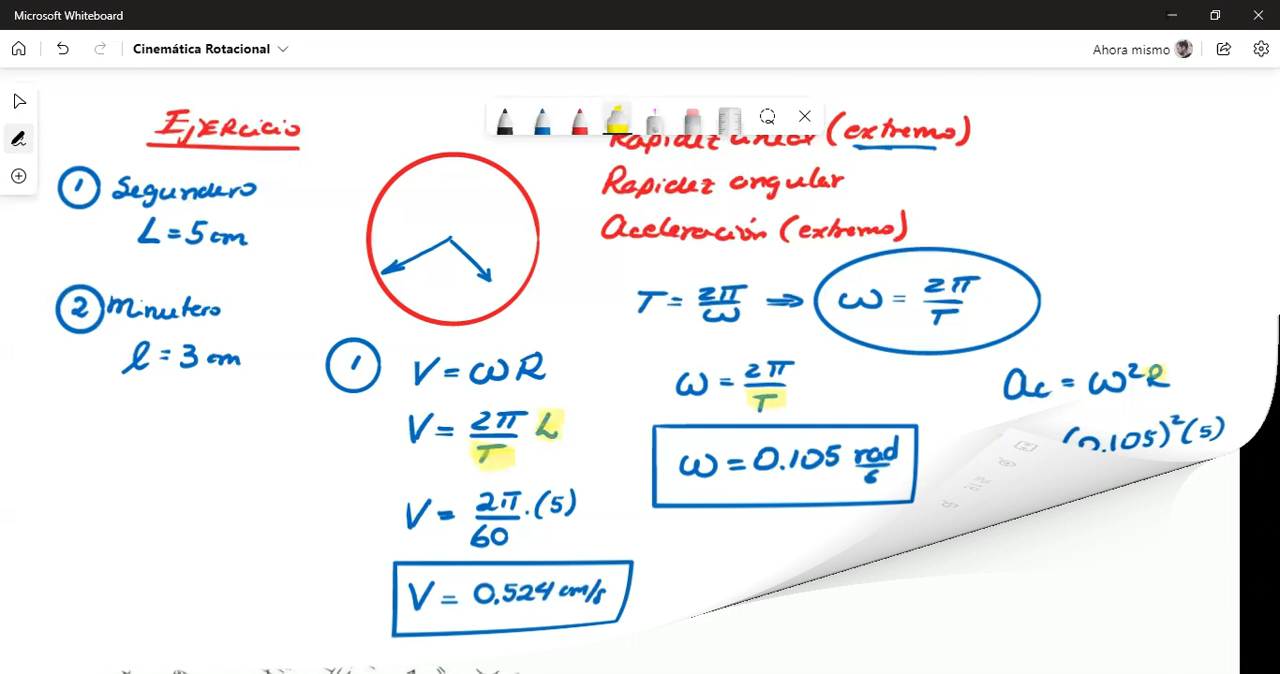 Microsoft Whiteboard
Cinemática Rotacional
Ahora mismo
Ejercicio
Rapidez lineal (extremo)
Rapidez angular
Aceleración (extremo)
① Segundero
L = 5 cm
② Minutero
l = 3 cm
T = 2π/ω ⇒ ω = 2π/T
① V = ωR
V = 2π/T L
V = 2π/60 . (5)
V = 0.524 cm/s
ω = 2π/T
ω = 0.105 rad/s
ac = ω²R
(0.105)²(5)